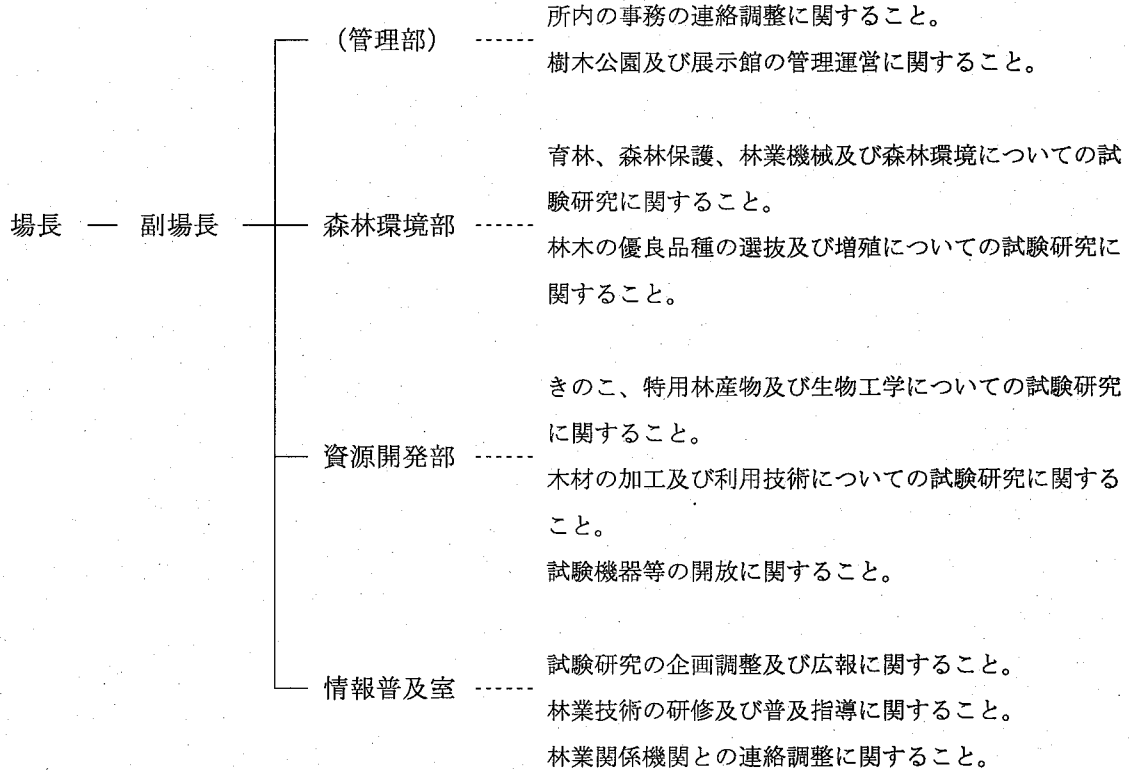 (管理部)
所内の事務の連絡調整に関すること。
樹木公園及び展示館の管理運営に関すること。
場長
副場長
森林環境部
育林、森林保護、林業機械及び森林環境についての試
験研究に関すること。
林木の優良品種の選抜及び増殖についての試験研究に
関すること。
資源開発部
きのこ、特用林産物及び生物工学についての試験研究
に関すること。
木材の加工及び利用技術についての試験研究に関する
こと。
試験機器等の開放に関すること。
情報普及室
試験研究の企画調整及び広報に関すること。
林業技術の研修及び普及指導に関すること。
林業関係機関との連絡調整に関すること。